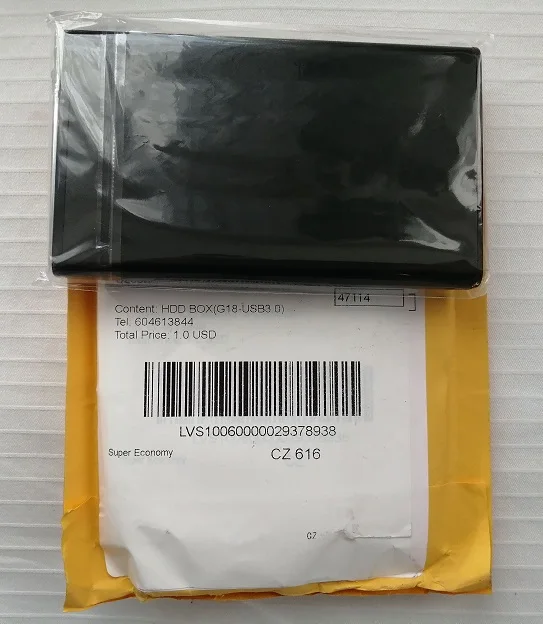 47114
Content: HDD BOX(G18-USB3.0)
Tel: 604613844
Total Price: 1.0 USD
LVS10060000029378938
Super Economy
CZ 616
CZ